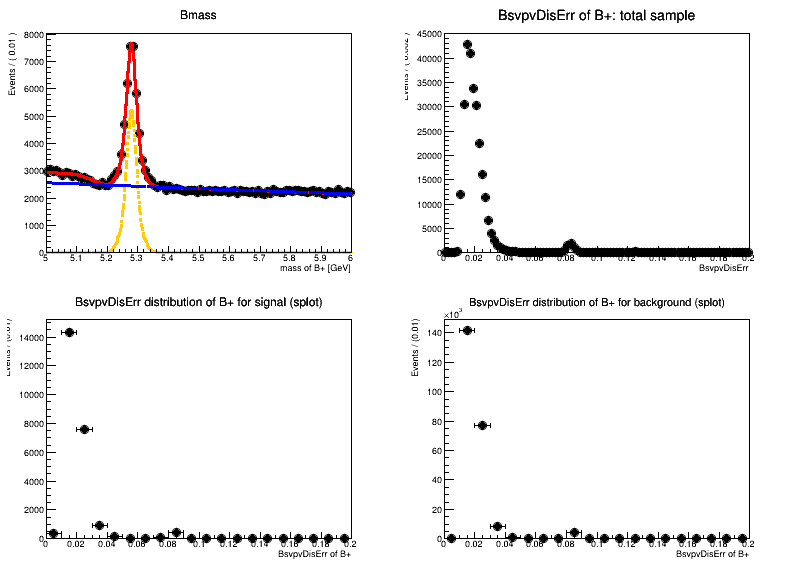 Bmass
Events / ( 0.01 )
8000
7000
6000
5000
4000
3000
2000
1000
0
5 5.1 5.2 5.3 5.4 5.5 5.6 5.7 5.8 5.9 6
mass of B+ [GeV]
BsvpvDisErr of B+: total sample
Events / (
45000
40000
35000
30000
25000
20000
15000
10000
5000
0
0 0.02 0.04 0.06 0.08 0.1 0.12 0.14 0.16 0.18 0.2
BsvpvDisErr
BsvpvDisErr distribution of B+ for signal (splot)
Events / (0.01)
14000
12000
10000
8000
6000
4000
2000
0
0 0.02 0.04 0.06 0.08 0.1 0.12 0.14 0.16 0.18 0.2
BsvpvDisErr of B+
BsvpvDisErr distribution of B+ for background (splot)
×10³
Events / (0.01)
140
120
100
80
60
40
20
0
0 0.02 0.04 0.06 0.08 0.1 0.12 0.14 0.16 0.18 0.2
BsvpvDisErr of B+